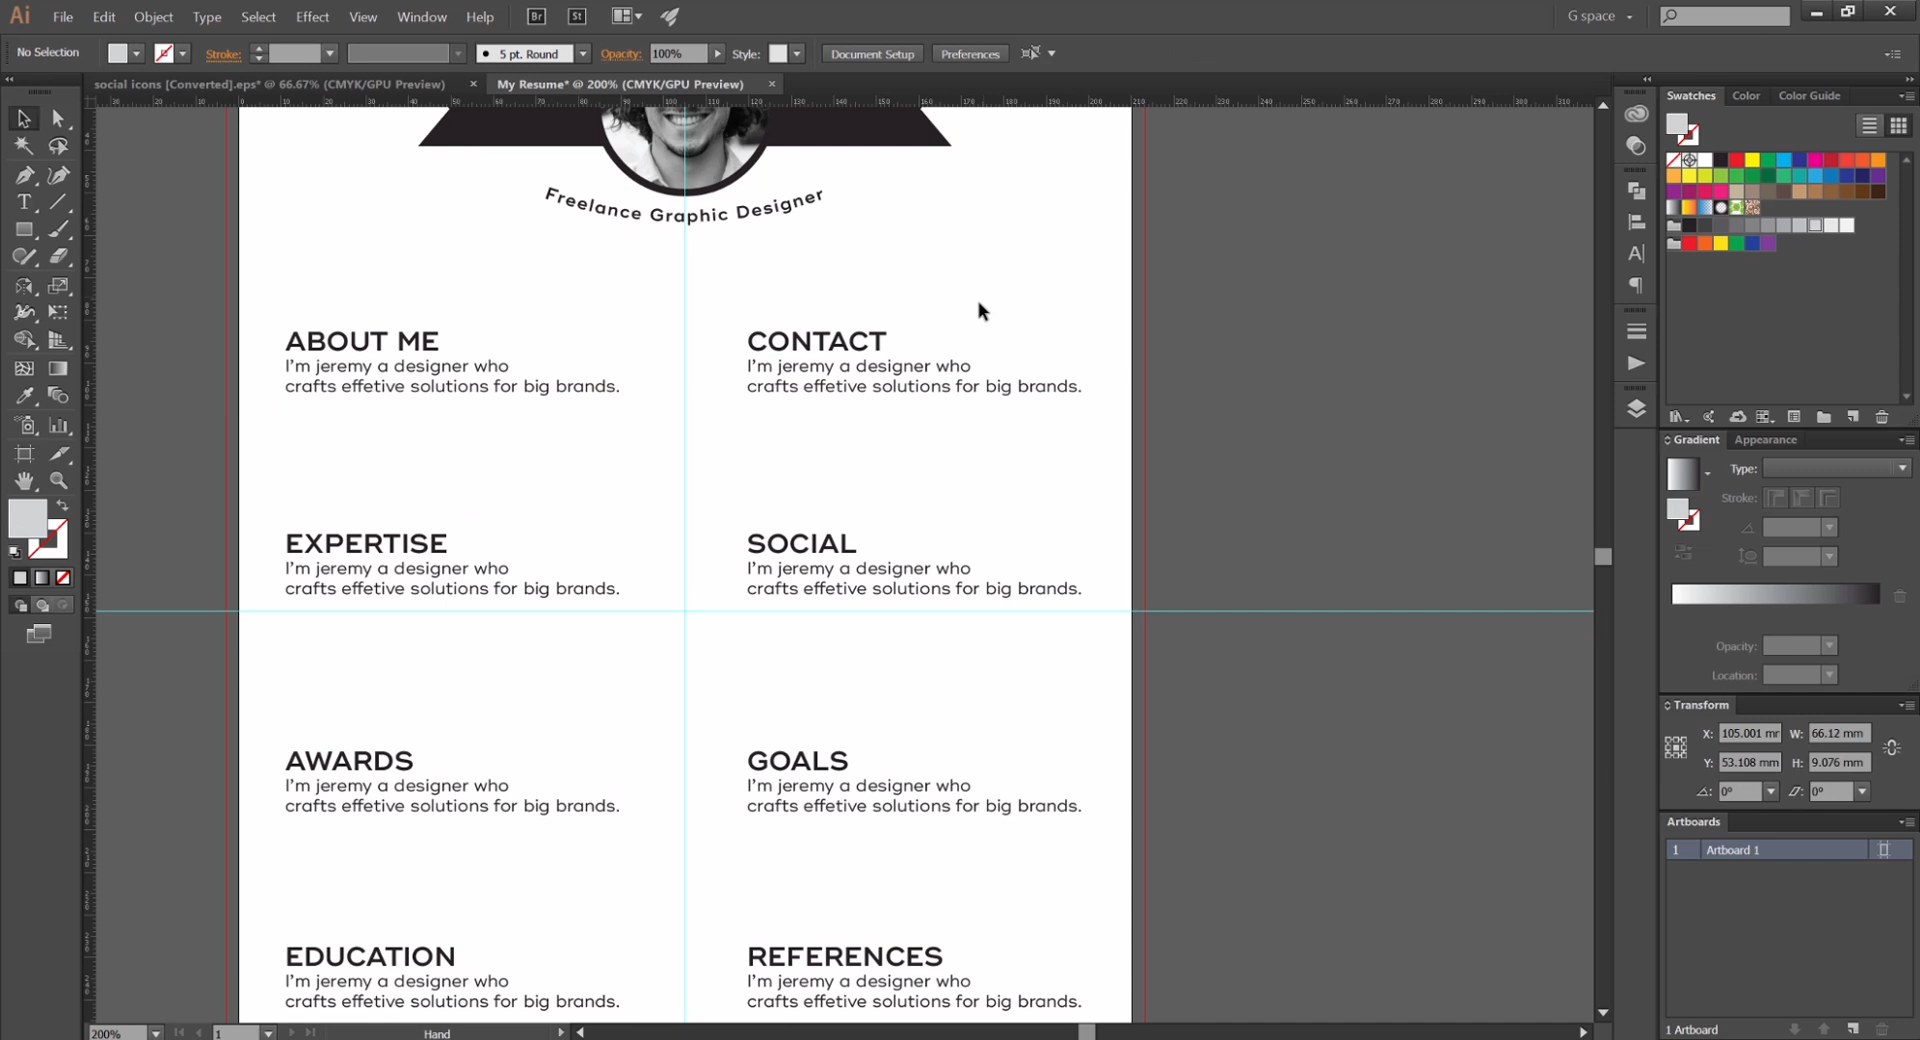 Ai File Edit Object Type Select Effect View Window Help Br St G space
No Selection Stroke: 5 pt. Round Opacity: 100% Style: Document Setup Preferences
social icons [Converted].eps* @ 66.67% (CMYK/GPU Preview) × My Resume* @ 200% (CMYK/GPU Preview) ×
Swatches Color Color Guide
Freelance Graphic Designer
ABOUT ME
I'm jeremy a designer who
crafts effetive solutions for big brands.
CONTACT
I'm jeremy a designer who
crafts effetive solutions for big brands.
EXPERTISE
I'm jeremy a designer who
crafts effetive solutions for big brands.
SOCIAL
I'm jeremy a designer who
crafts effetive solutions for big brands.
AWARDS
I'm jeremy a designer who
crafts effetive solutions for big brands.
GOALS
I'm jeremy a designer who
crafts effetive solutions for big brands.
EDUCATION
I'm jeremy a designer who
crafts effetive solutions for big brands.
REFERENCES
I'm jeremy a designer who
crafts effetive solutions for big brands.
Gradient Appearance
Type:
Stroke:
Opacity:
Location:
Transform
X: 105.001 mr W: 66.12 mm
Y: 53.108 mm H: 9.076 mm
0° 0°
Artboards
1 Artboard 1
1 Artboard
200% 1 Hand